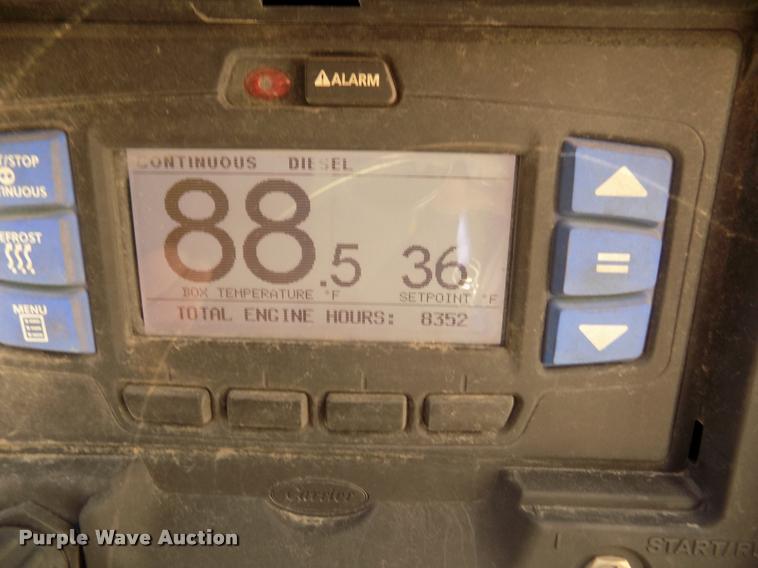 ALARM
CONTINUOUS DIESEL
88.5 36
BOX TEMPERATURE °F SETPOINT °F
TOTAL ENGINE HOURS: 8352
/STOP
TINUOUS
EFROST
MENU
=
Carrier
START/
Purple Wave Auction